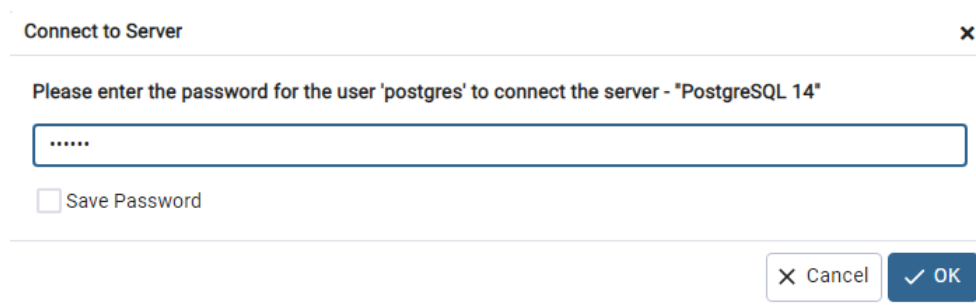 Connect to Server
Please enter the password for the user 'postgres' to connect the server - "PostgreSQL 14"
••••••
Save Password
Cancel
OK